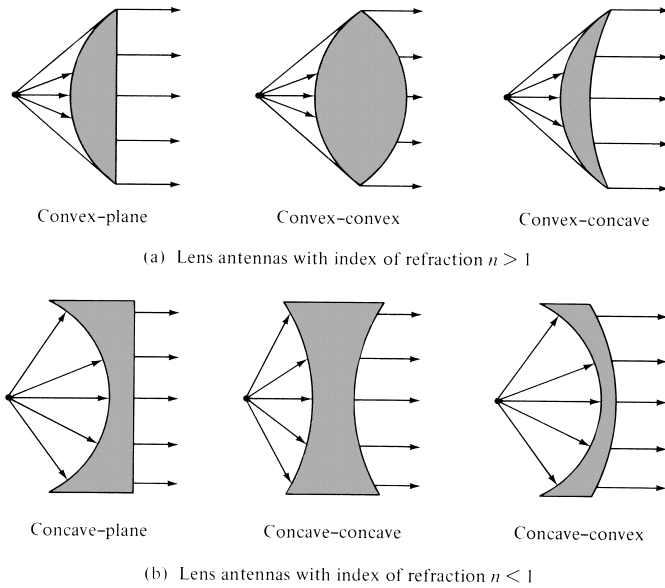 Convex-plane
Convex-convex
Convex-concave
(a) Lens antennas with index of refraction n > 1
Concave-plane
Concave-concave
Concave-convex
(b) Lens antennas with index of refraction n < 1